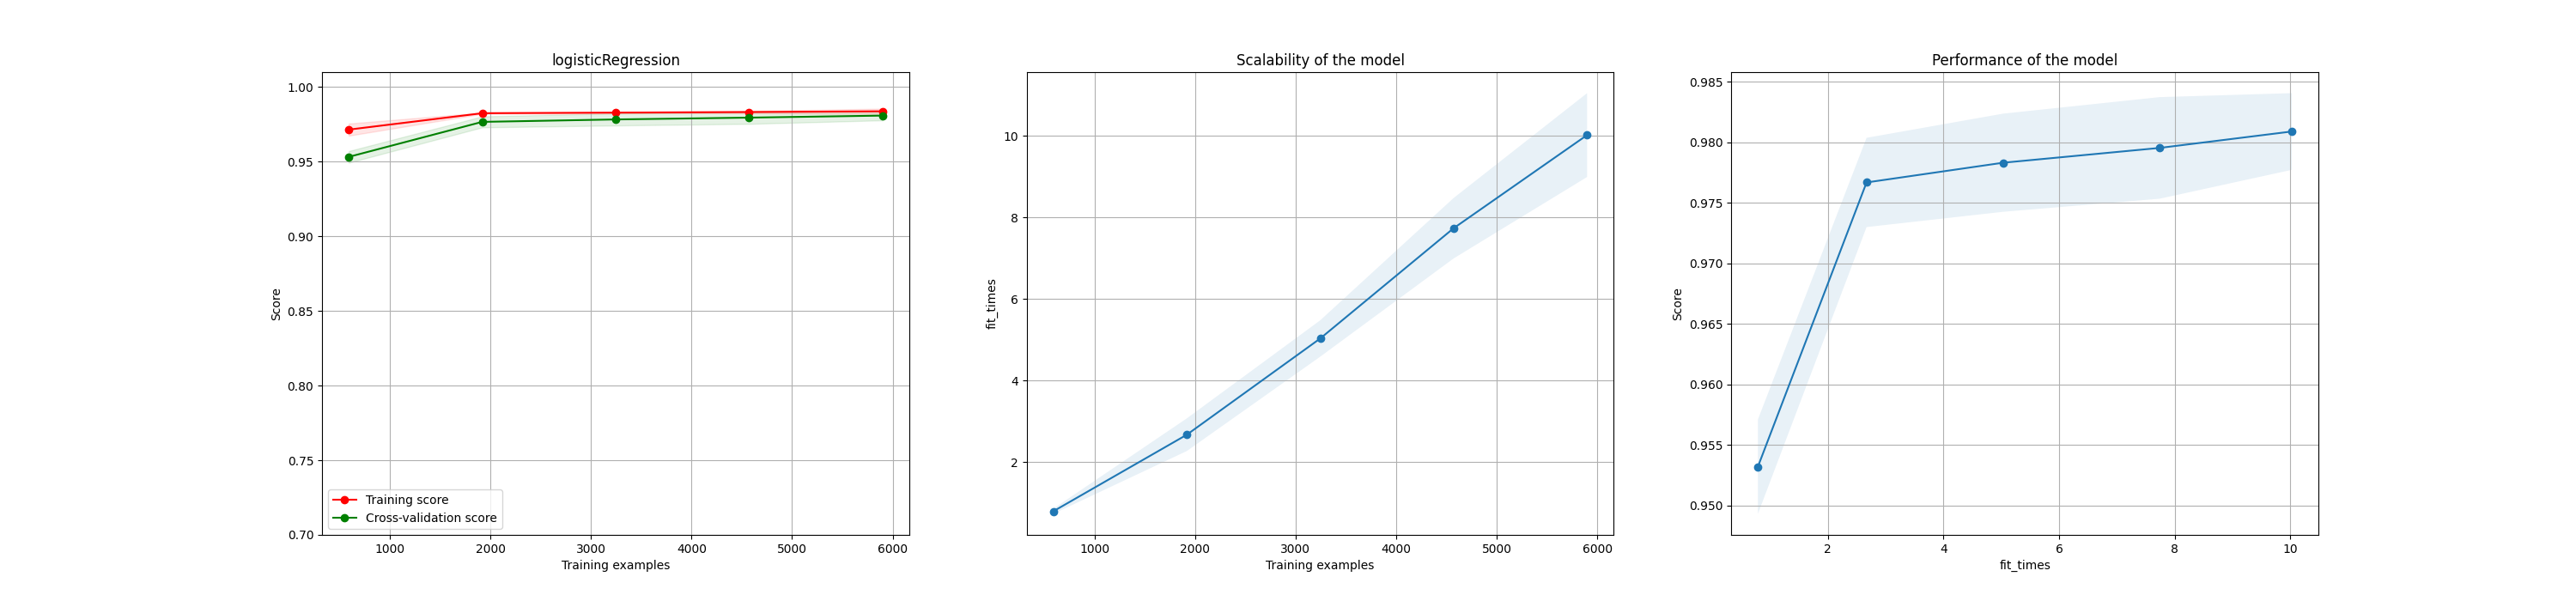 logisticRegression
1.00
0.95
0.90
0.85
0.80
0.75
0.70
Score
Training score
Cross-validation score
1000 2000 3000 4000 5000 6000
Training examples
Scalability of the model
10
8
6
4
2
fit_times
1000 2000 3000 4000 5000 6000
Training examples
Performance of the model
0.985
0.980
0.975
0.970
0.965
0.960
0.955
0.950
Score
2 4 6 8 10
fit_times